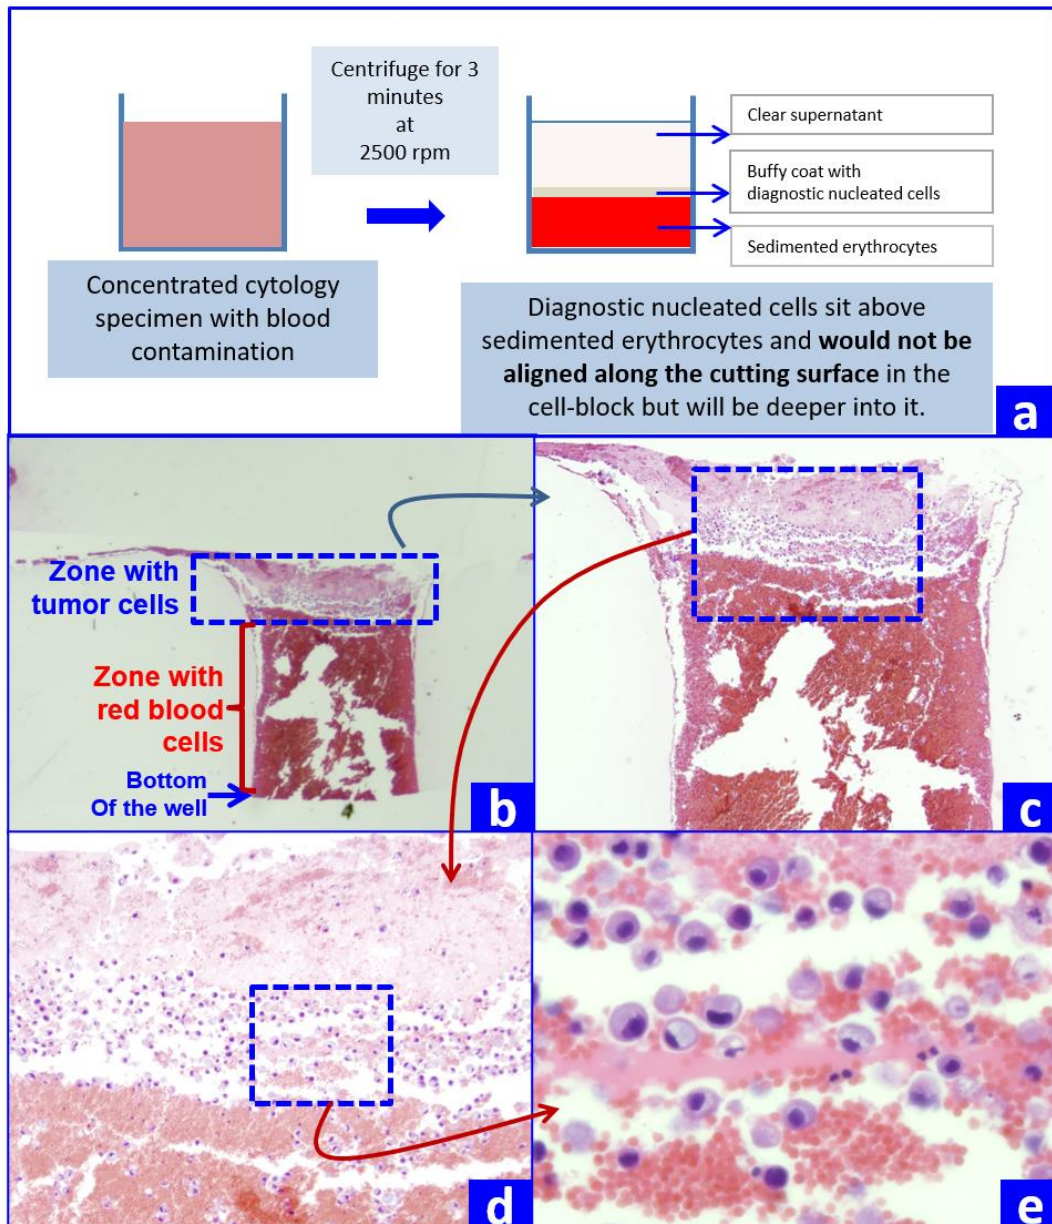 Centrifuge for 3
minutes
at
2500 rpm
Clear supernatant
Buffy coat with
diagnostic nucleated cells
Sedimented erythrocytes
Concentrated cytology
specimen with blood
contamination
Diagnostic nucleated cells sit above
sedimented erythrocytes and would not be
aligned along the cutting surface in the
cell-block but will be deeper into it.
a
Zone with
tumor cells
Zone with
red blood
cells
Bottom
Of the well
b
c
d
e